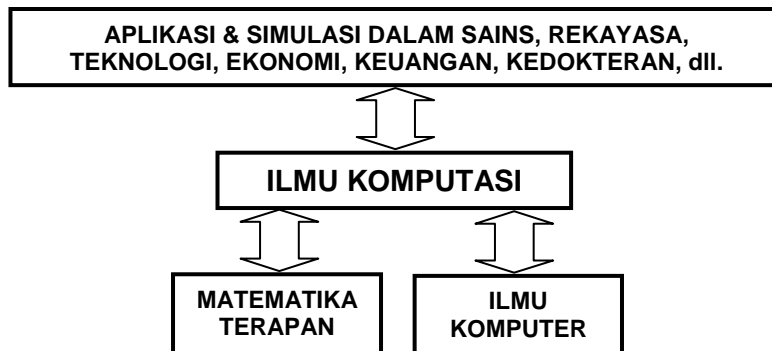 APLIKASI & SIMULASI DALAM SAINS, REKAYASA,
TEKNOLOGI, EKONOMI, KEUANGAN, KEDOKTERAN, dll.
ILMU KOMPUTASI
MATEMATIKA
TERAPAN
ILMU
KOMPUTER